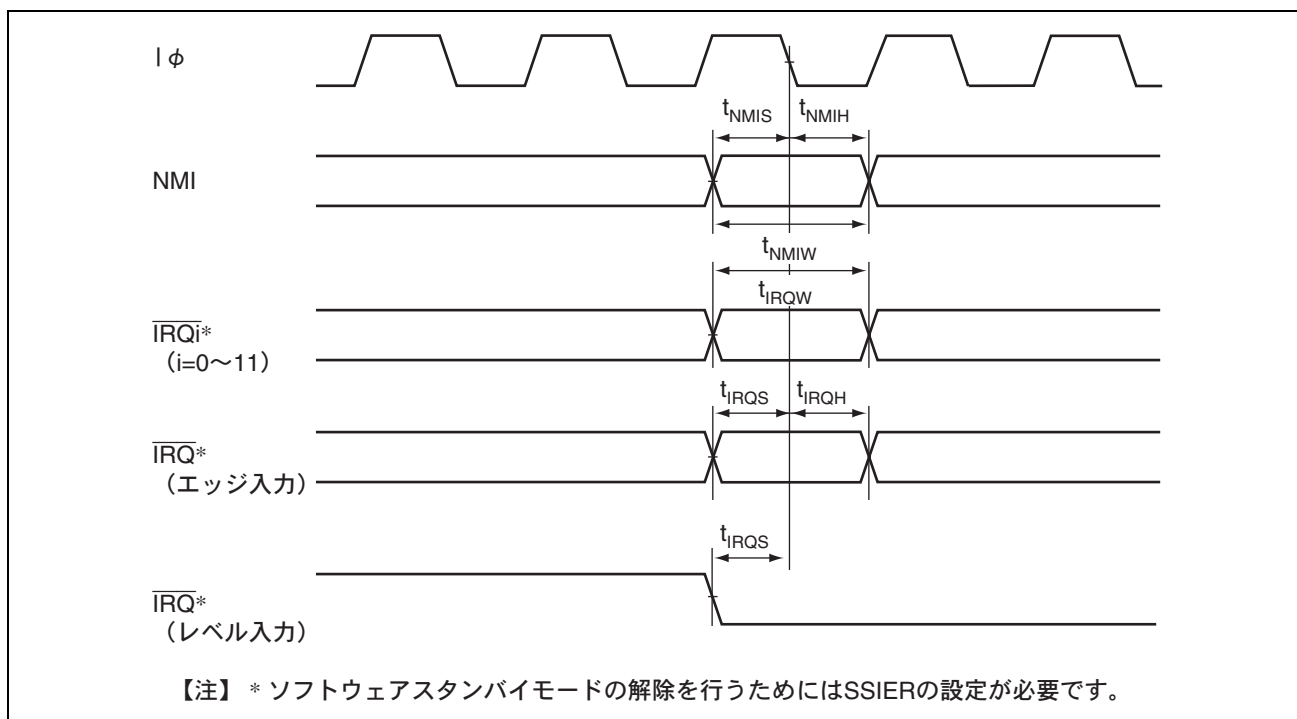 Iφ
tNMIS tNMIH
NMI
tNMIW
tIRQW
IRQi*
（i=0～11）
tIRQS tIRQH
IRQ*
（エッジ入力）
tIRQS
IRQ*
（レベル入力）
【注】 * ソフトウェアスタンバイモードの解除を行うためにはSSIERの設定が必要です。